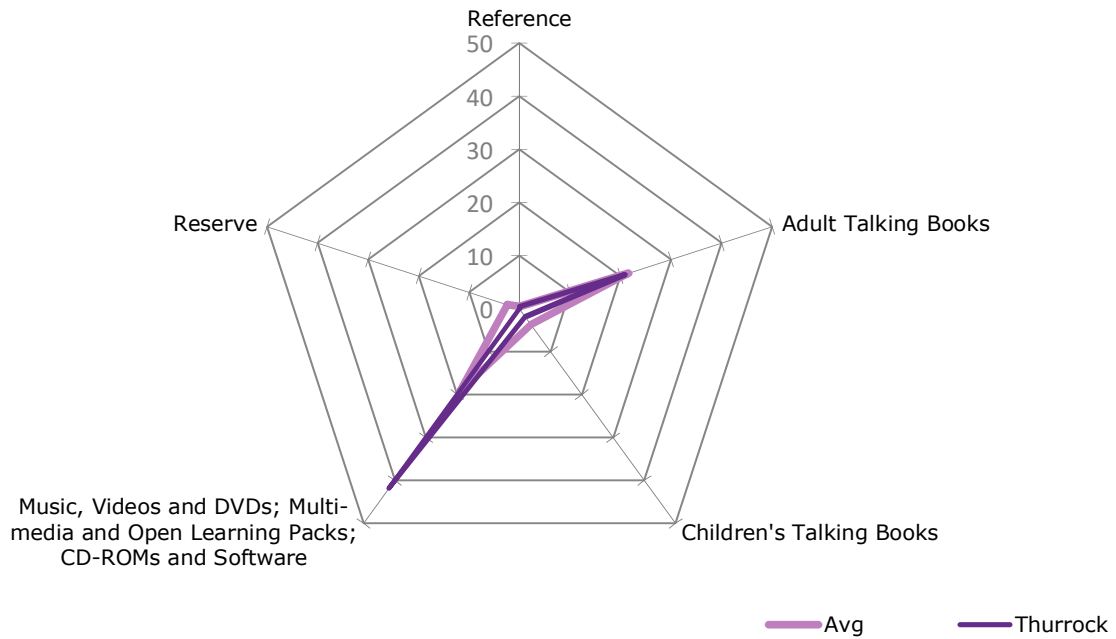 Reference
50
40
30
20
10
0
Reserve
Adult Talking Books
Music, Videos and DVDs; Multi-
media and Open Learning Packs;
CD-ROMs and Software
Children's Talking Books
Avg
Thurrock